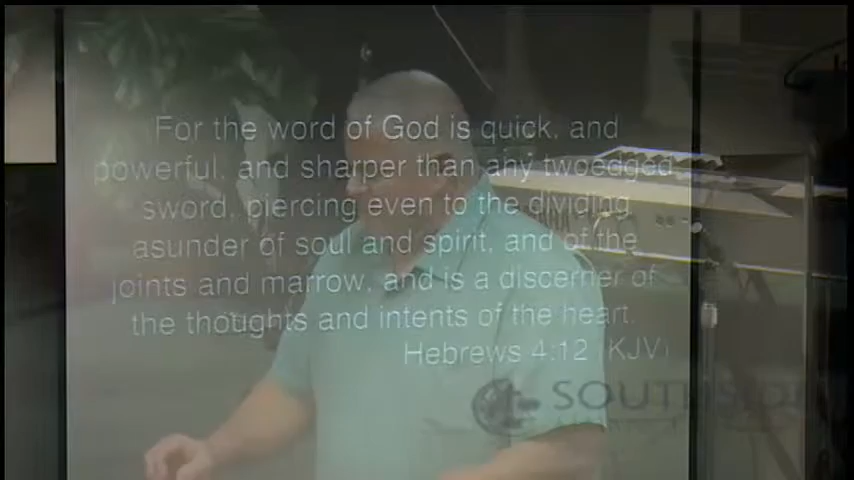 For the word of God is quick, and
powerful, and sharper than any twoedged
sword, piercing even to the dividing
asunder of soul and spirit, and of the
joints and marrow, and is a discerner of
the thoughts and intents of the heart.
Hebrews 4:12 (KJV)
SOUTHSIDE